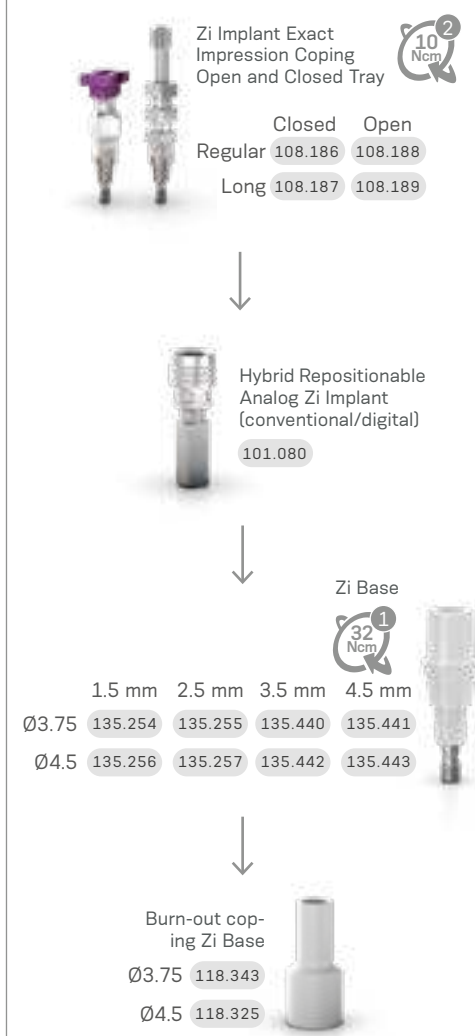 Zi Implant Exact
Impression Coping
Open and Closed Tray
10
Ncm
2
Closed Open
Regular 108.186 108.188
Long 108.187 108.189
Hybrid Repositionable
Analog Zi Implant
(conventional/digital)
101.080
Zi Base
32
Ncm
1
1.5 mm 2.5 mm 3.5 mm 4.5 mm
Ø3.75 135.254 135.255 135.440 135.441
Ø4.5 135.256 135.257 135.442 135.443
Burn-out cop-
ing Zi Base
Ø3.75 118.343
Ø4.5 118.325